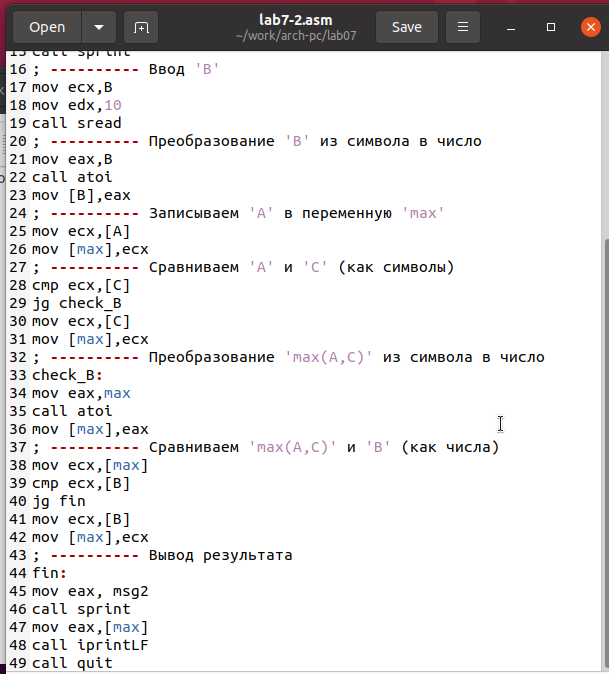 Open
lab7-2.asm
~/work/arch-pc/lab07
Save
15 call sprint
16 ; ---------- Ввод 'B'
17 mov ecx,B
18 mov edx,10
19 call sread
20 ; ---------- Преобразование 'B' из символа в число
21 mov eax,B
22 call atoi
23 mov [B],eax
24 ; ---------- Записываем 'A' в переменную 'max'
25 mov ecx,[A]
26 mov [max],ecx
27 ; ---------- Сравниваем 'A' и 'C' (как символы)
28 cmp ecx,[C]
29 jg check_B
30 mov ecx,[C]
31 mov [max],ecx
32 ; ---------- Преобразование 'max(A,C)' из символа в число
33 check_B:
34 mov eax,max
35 call atoi
36 mov [max],eax
37 ; ---------- Сравниваем 'max(A,C)' и 'B' (как числа)
38 mov ecx,[max]
39 cmp ecx,[B]
40 jg fin
41 mov ecx,[B]
42 mov [max],ecx
43 ; ---------- Вывод результата
44 fin:
45 mov eax, msg2
46 call sprint
47 mov eax,[max]
48 call iprintLF
49 call quit